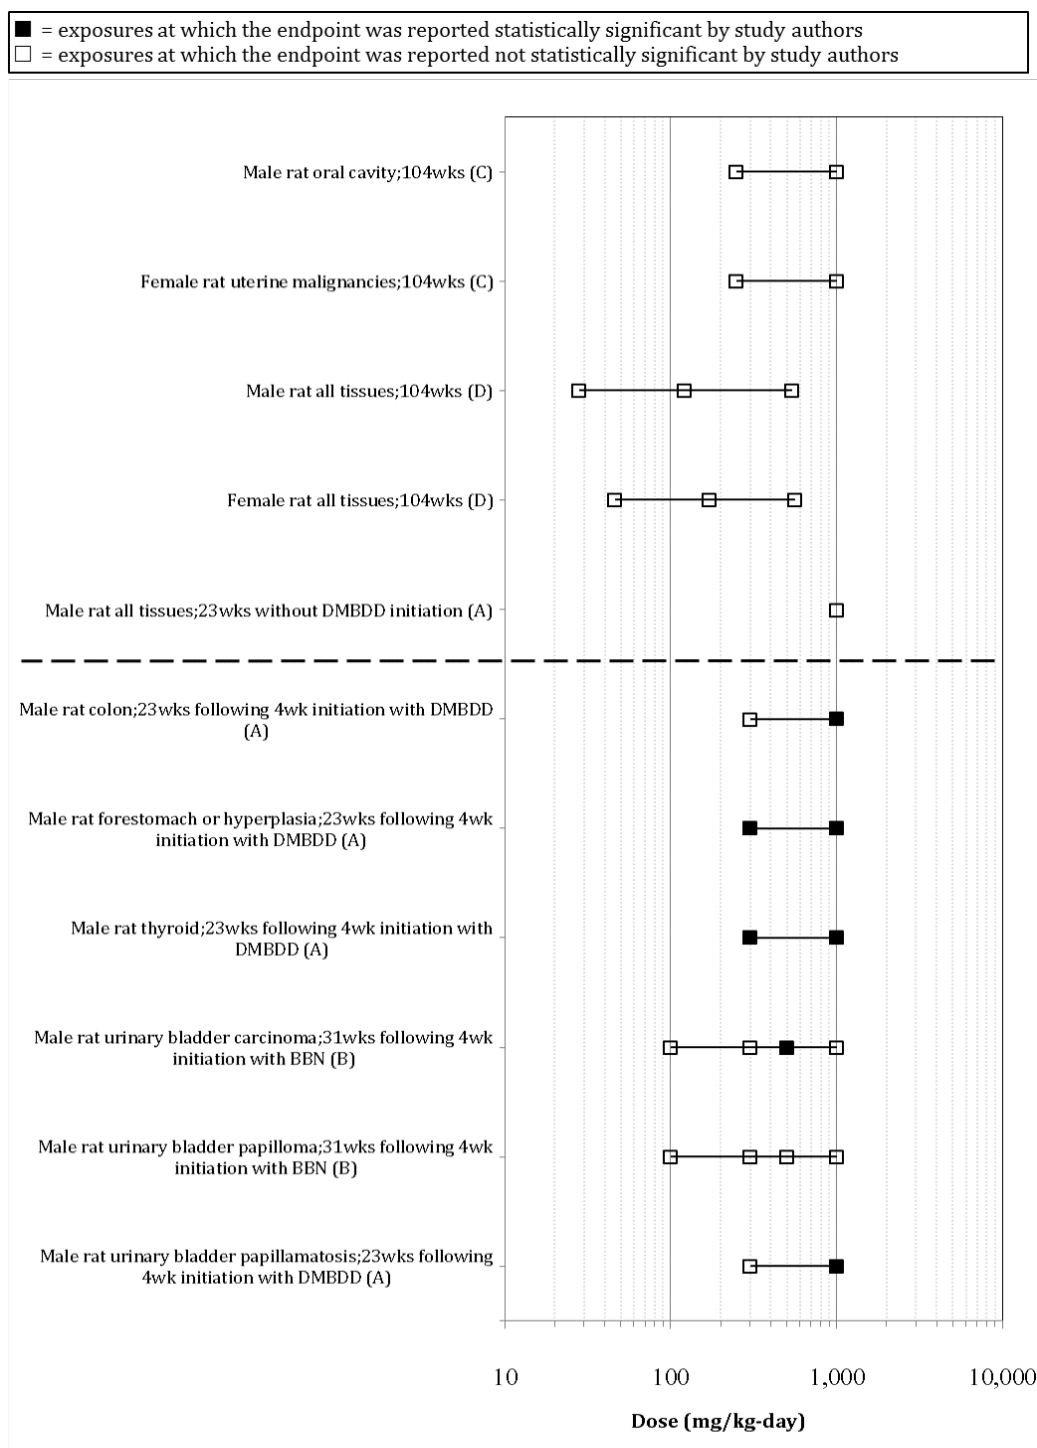 ■ = exposures at which the endpoint was reported statistically significant by study authors
□ = exposures at which the endpoint was reported not statistically significant by study authors
Male rat oral cavity;104wks (C)
Female rat uterine malignancies;104wks (C)
Male rat all tissues;104wks (D)
Female rat all tissues;104wks (D)
Male rat all tissues;23wks without DMBDD initiation (A)
Male rat colon;23wks following 4wk initiation with DMBDD
(A)
Male rat forestomach or hyperplasia;23wks following 4wk
initiation with DMBDD (A)
Male rat thyroid;23wks following 4wk initiation with
DMBDD (A)
Male rat urinary bladder carcinoma;31wks following 4wk
initiation with BBN (B)
Male rat urinary bladder papilloma;31wks following 4wk
initiation with BBN (B)
Male rat urinary bladder papillamatosis;23wks following
4wk initiation with DMBDD (A)
10 100 1,000 10,000
Dose (mg/kg-day)